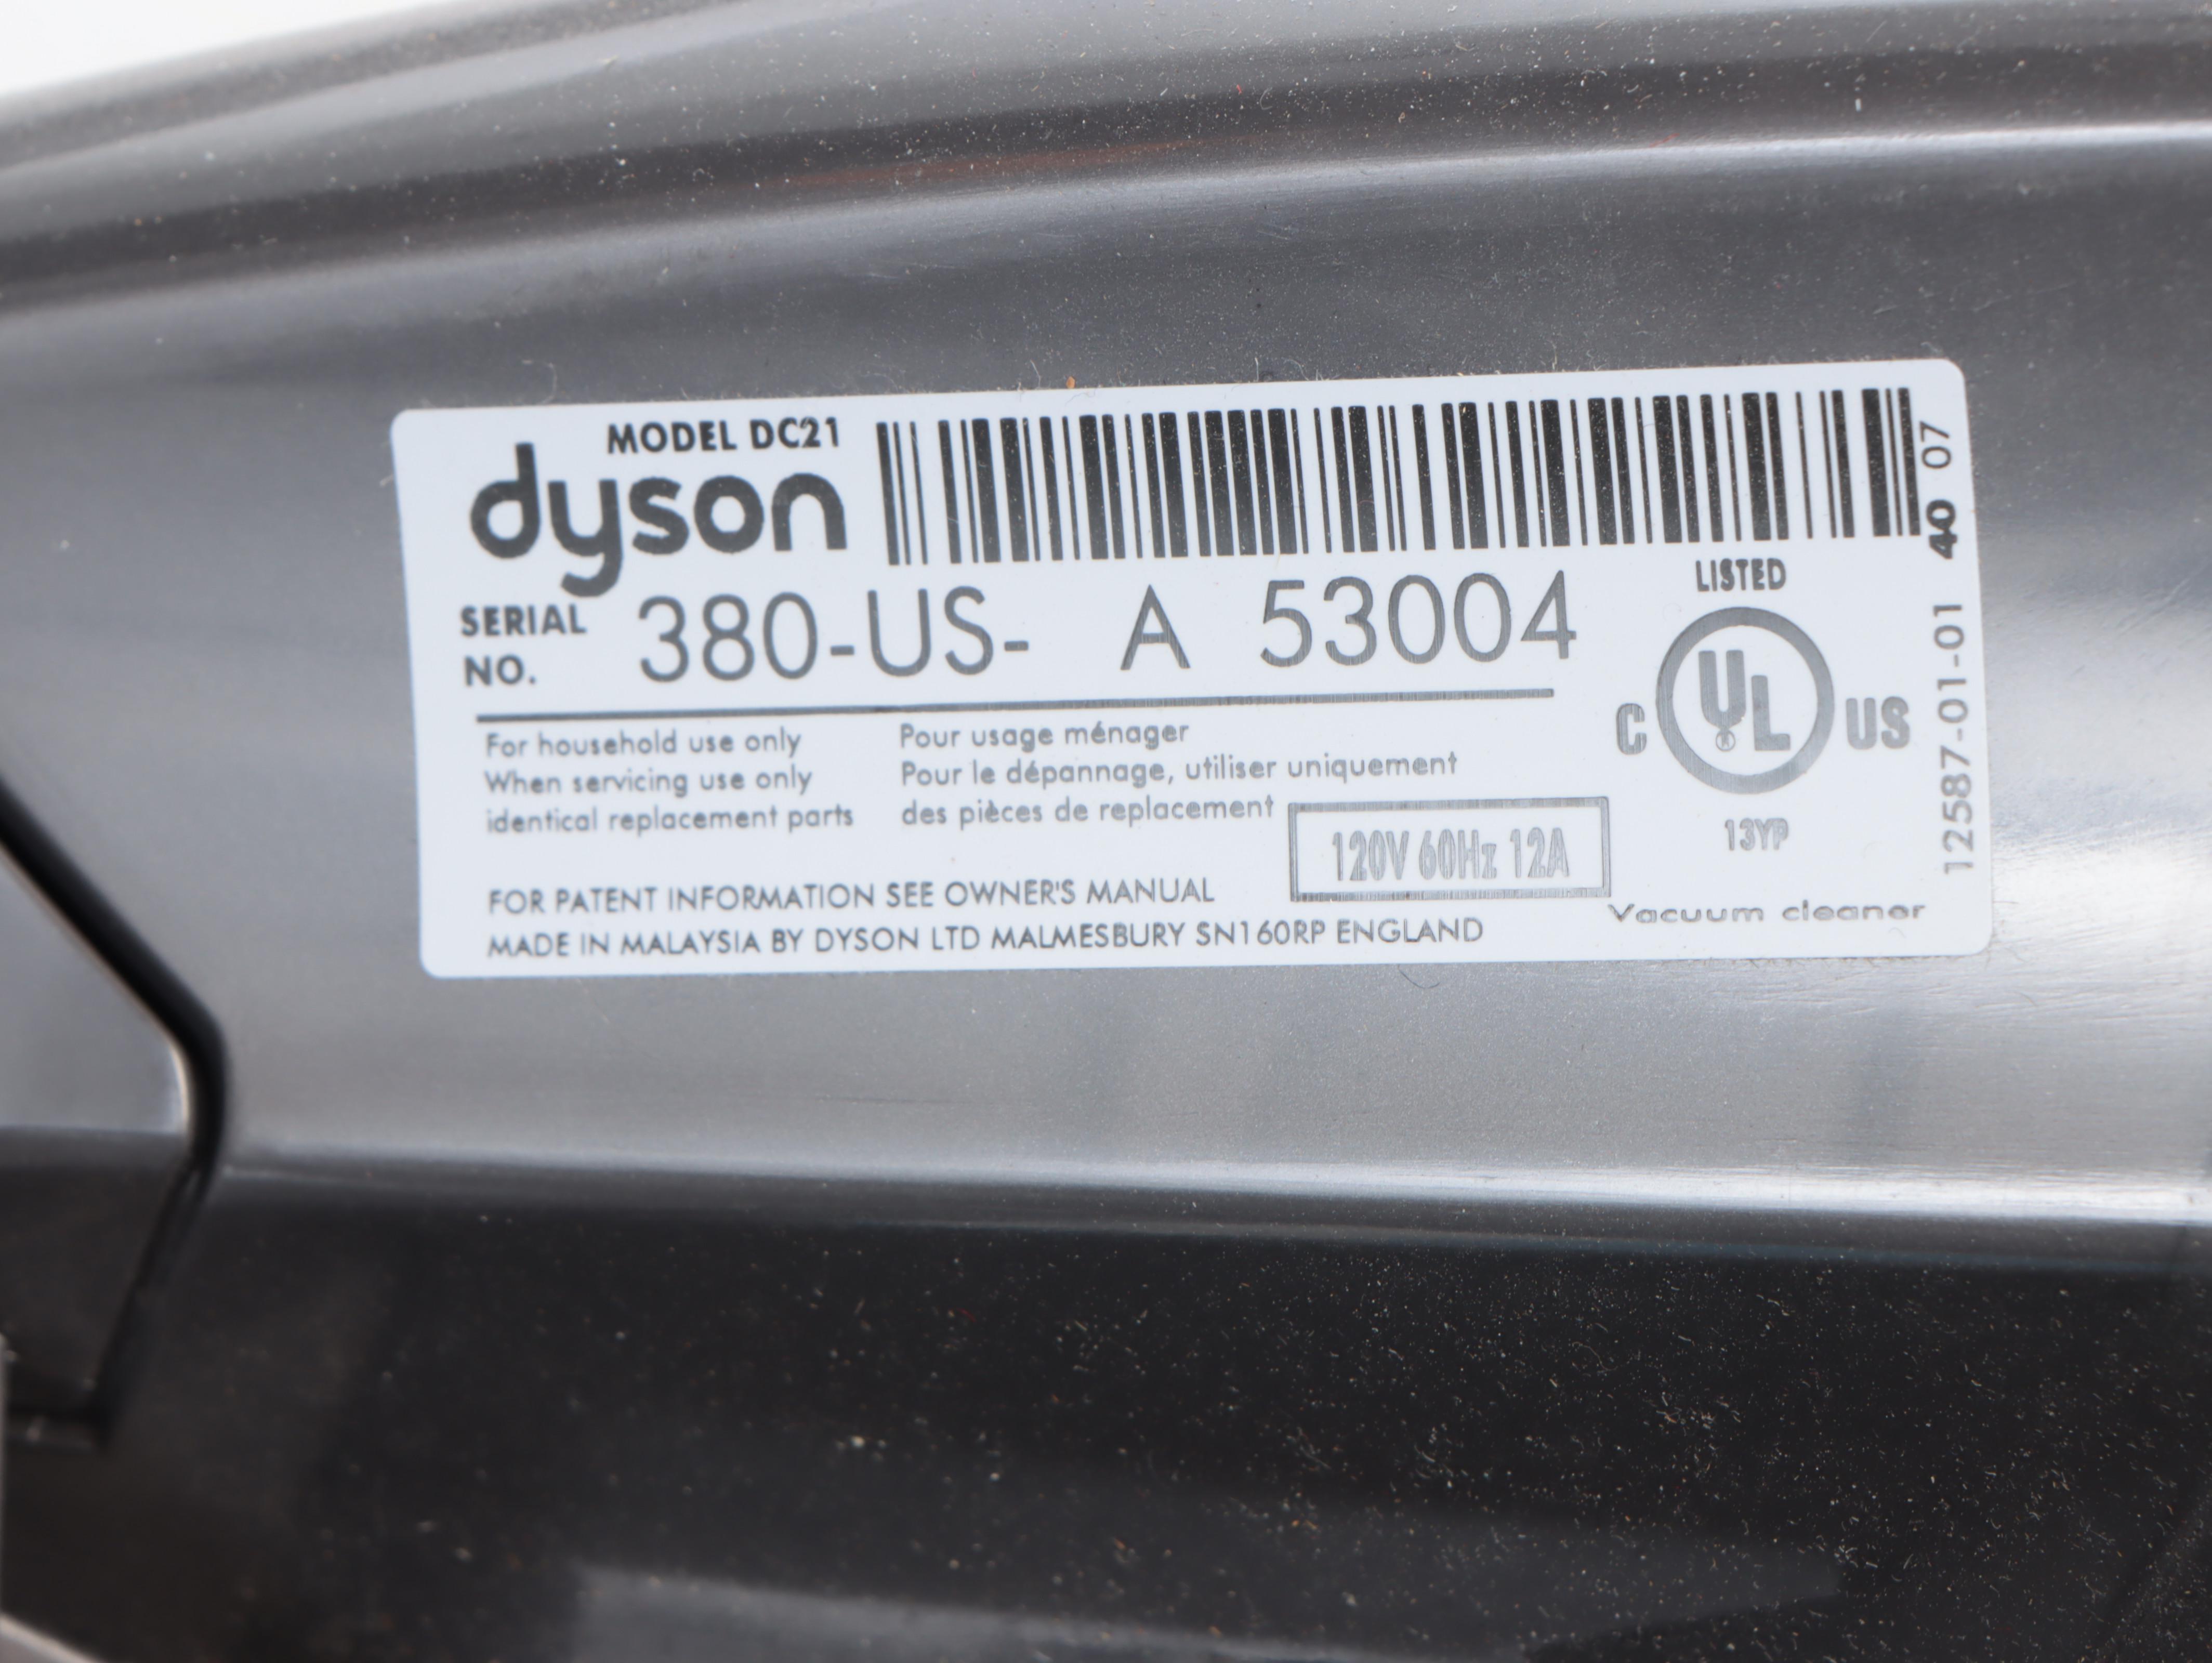 MODEL DC21
dyson
SERIAL
NO.
380-US- A 53004
For household use only
When servicing use only
identical replacement parts
Pour usage ménager
Pour le dépannage, utiliser uniquement
des pièces de replacement
120V 60Hz 12A
FOR PATENT INFORMATION SEE OWNER'S MANUAL
MADE IN MALAYSIA BY DYSON LTD MALMESBURY SN160RP ENGLAND
LISTED
C UL US
®
13YP
Vacuum cleaner
12587-01-01 40 07